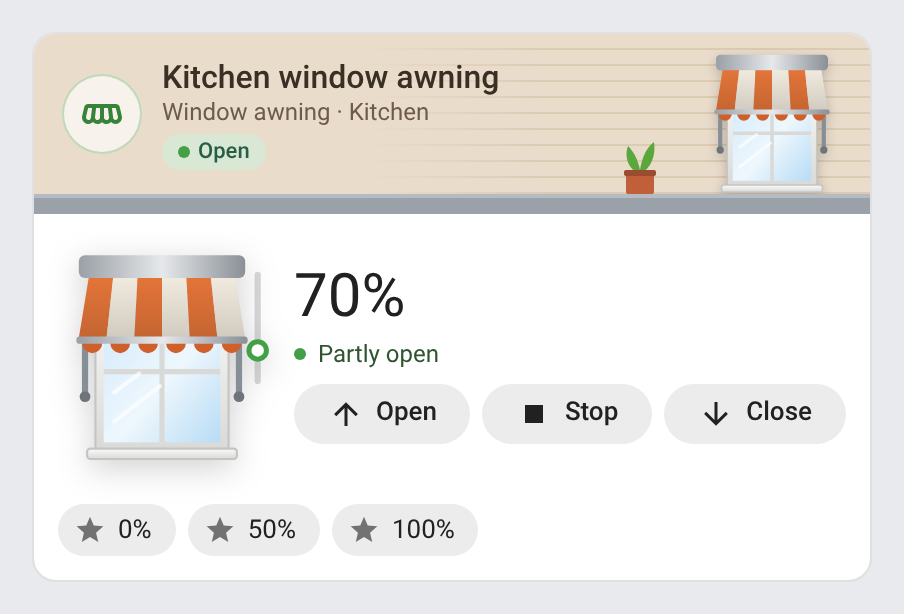 Kitchen window awning
Window awning · Kitchen
Open
70%
Partly open
Open Stop Close
0% 50% 100%